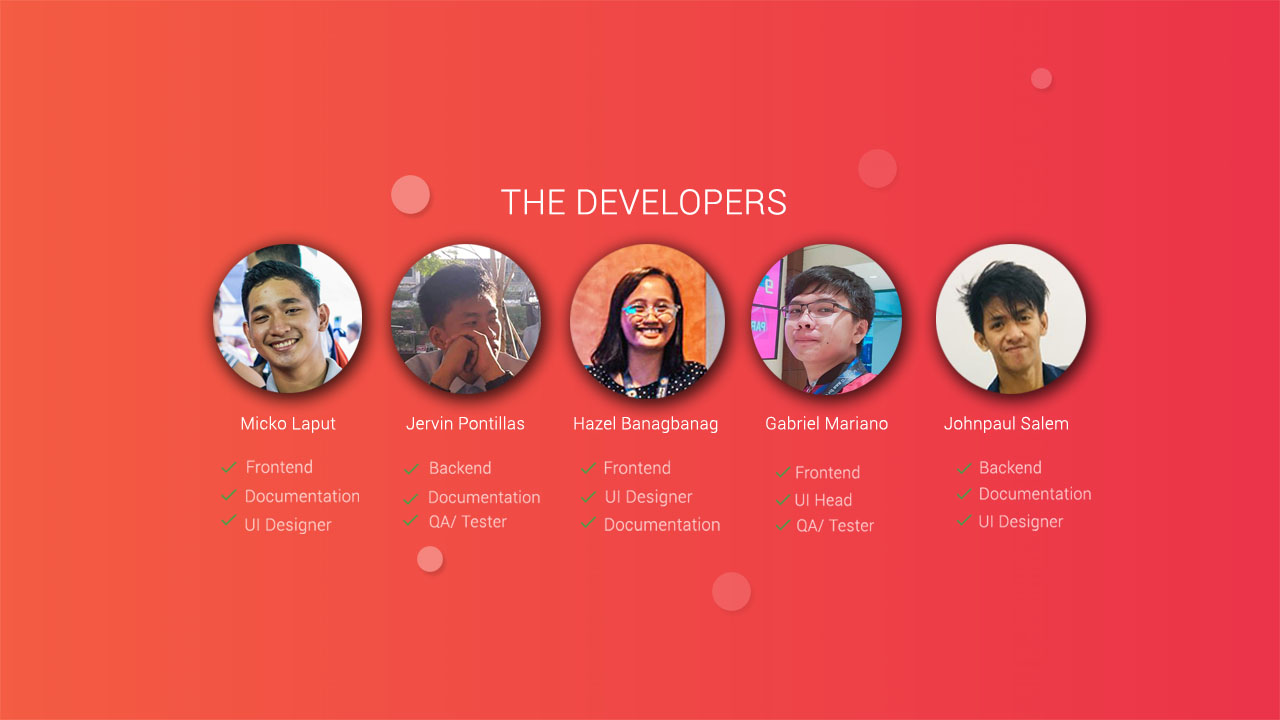 THE DEVELOPERS
Micko Laput
Frontend
Documentation
UI Designer
Jervin Pontillas
Backend
Documentation
QA/ Tester
Hazel Banagbanag
Frontend
UI Designer
Documentation
Gabriel Mariano
Frontend
UI Head
QA/ Tester
Johnpaul Salem
Backend
Documentation
UI Designer